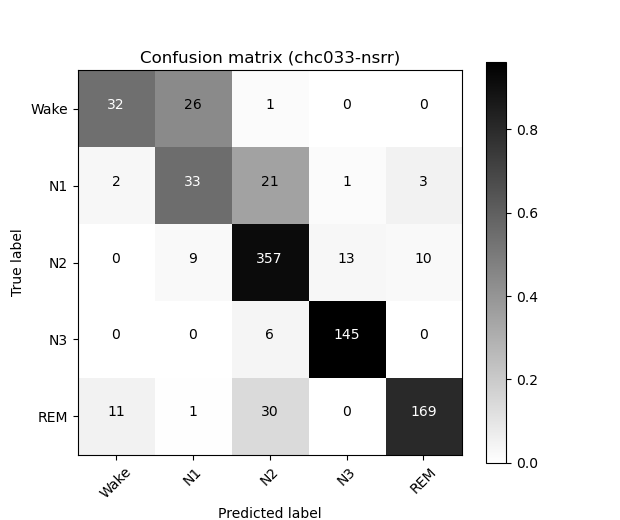 Confusion matrix (chc033-nsrr)
Wake 32 26 1 0 0
N1 2 33 21 1 3
N2 0 9 357 13 10
N3 0 0 6 145 0
REM 11 1 30 0 169
Wake N1 N2 N3 REM
Predicted label
True label
0.8
0.6
0.4
0.2
0.0